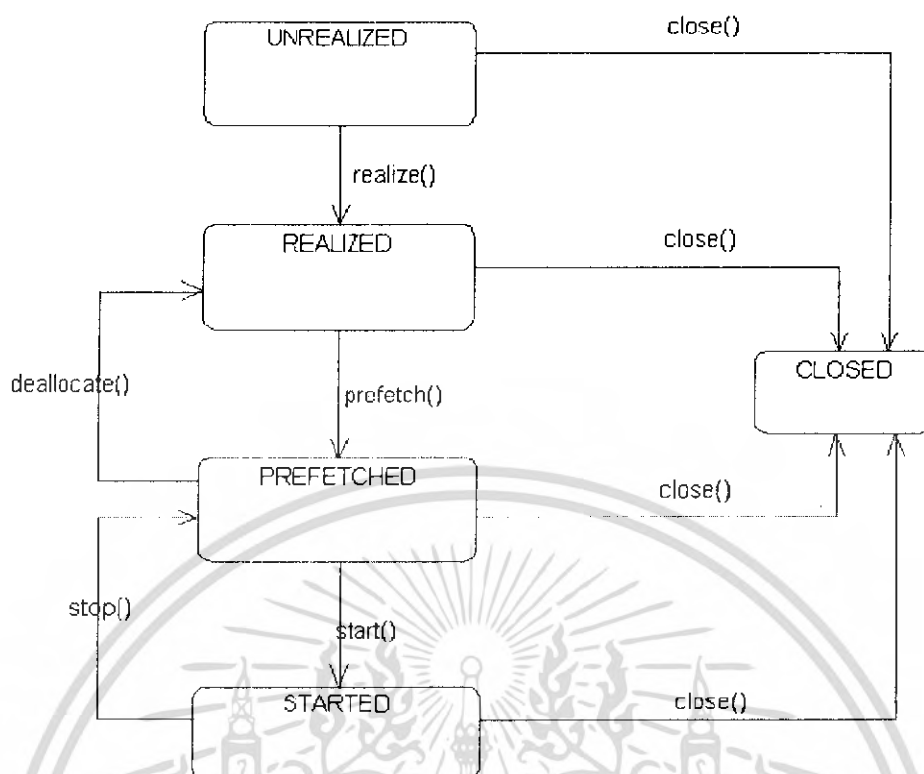 UNREALIZED
close()
realize()
REALIZED
close()
CLOSED
deallocate()
prefetch()
PREFETCHED
close()
stop()
start()
STARTED
close()